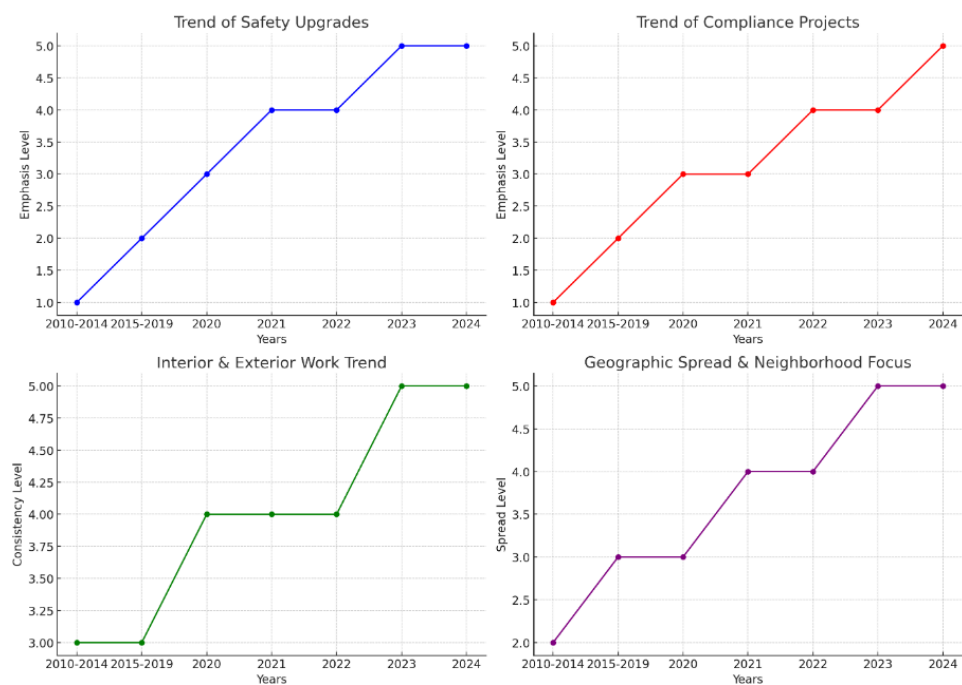 Trend of Safety Upgrades
Emphasis Level
5.0
4.5
4.0
3.5
3.0
2.5
2.0
1.5
1.0
2010-2014 2015-2019 2020 2021 2022 2023 2024
Years
Trend of Compliance Projects
Emphasis Level
5.0
4.5
4.0
3.5
3.0
2.5
2.0
1.5
1.0
2010-2014 2015-2019 2020 2021 2022 2023 2024
Years
Interior & Exterior Work Trend
Consistency Level
5.00
4.75
4.50
4.25
4.00
3.75
3.50
3.25
3.00
2010-2014 2015-2019 2020 2021 2022 2023 2024
Years
Geographic Spread & Neighborhood Focus
Spread Level
5.0
4.5
4.0
3.5
3.0
2.5
2.0
2010-2014 2015-2019 2020 2021 2022 2023 2024
Years